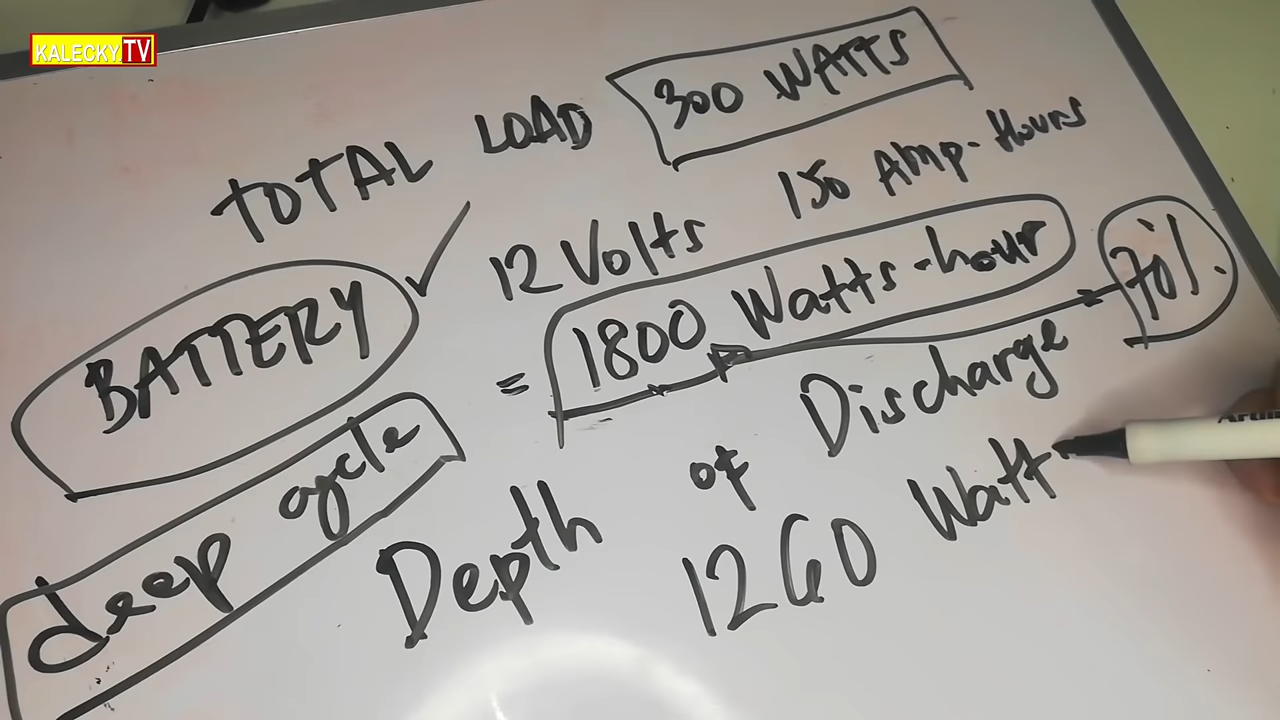 KALECKY TV
TOTAL LOAD 300 WATTS
BATTERY 12 Volts 150 Amp-Hours
= 1800 Watts-hour 70%.
deep cycle
Depth of Discharge
1260 Watt